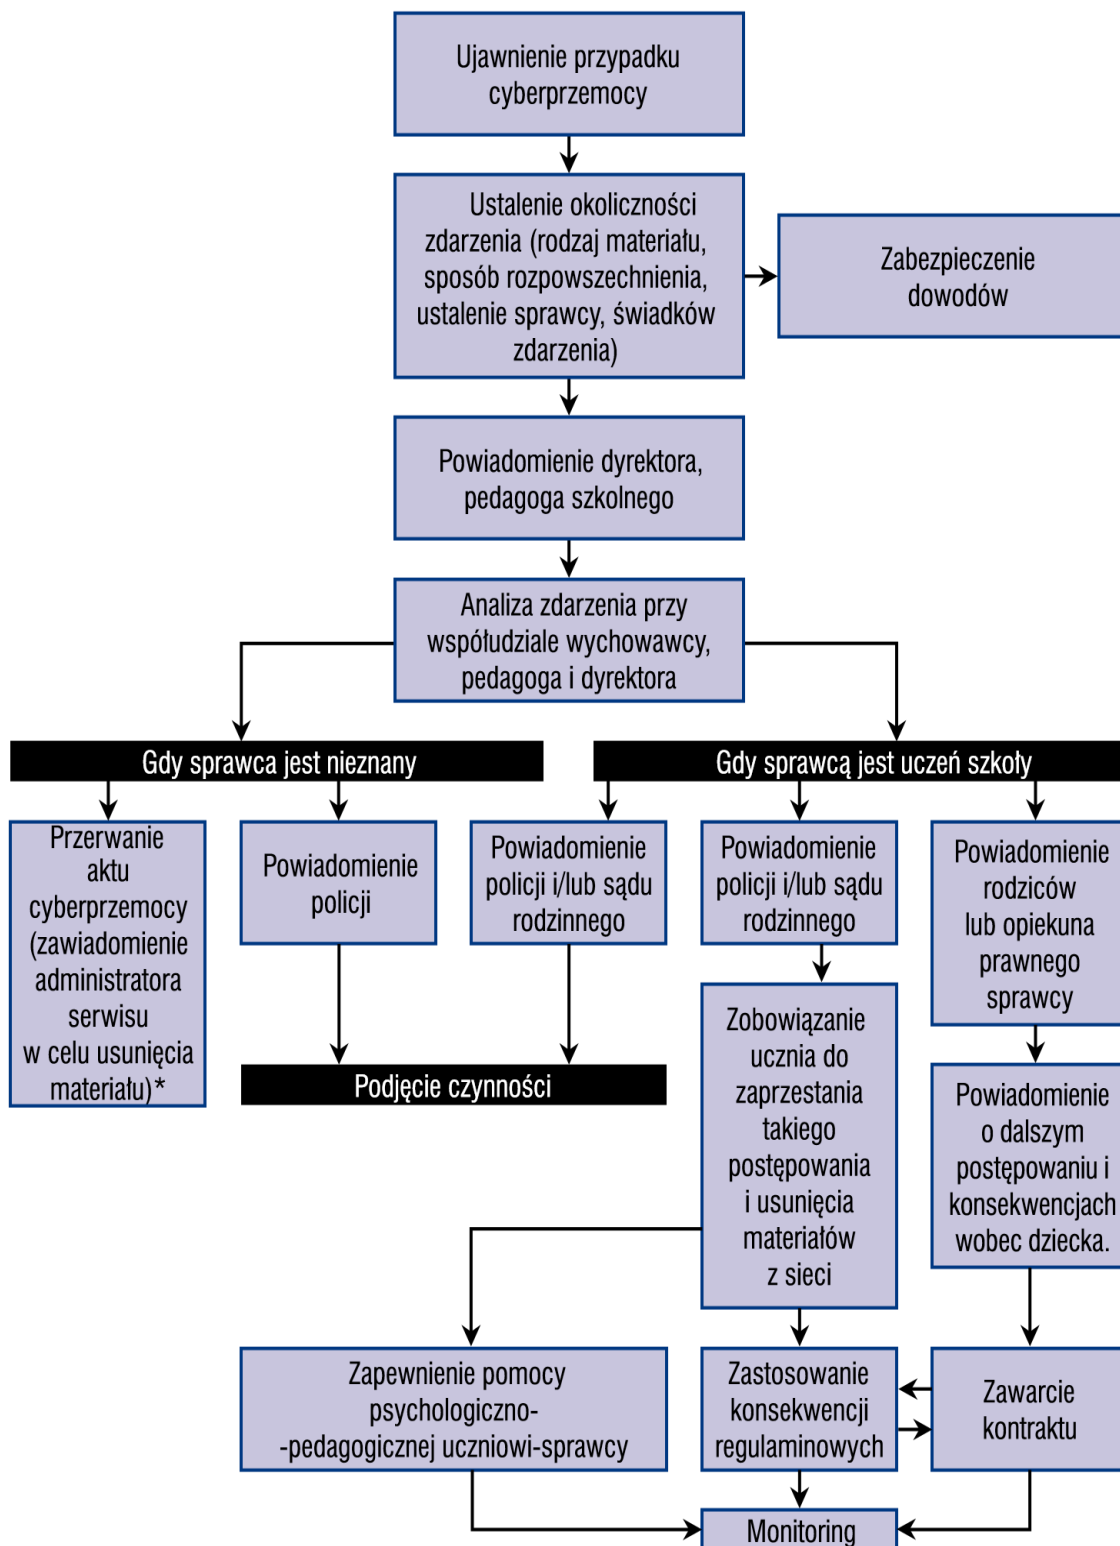 Ujawnienie przypadku
cyberprzemocy
Ustalenie okoliczności
zdarzenia (rodzaj materiału,
sposób rozpowszechnienia,
ustalenie sprawcy, świadków
zdarzenia)
Zabezpieczenie
dowodów
Powiadomienie dyrektora,
pedagoga szkolnego
Analiza zdarzenia przy
współudziale wychowawcy,
pedagoga i dyrektora
Gdy sprawca jest nieznany
Gdy sprawcą jest uczeń szkoły
Przerwanie
aktu
cyberprzemocy
(zawiadomienie
administratora
serwisu
w celu usunięcia
materiału)*
Powiadomienie
policji
Powiadomienie
policji i/lub sądu
rodzinnego
Powiadomienie
policji i/lub sądu
rodzinnego
Powiadomienie
rodziców
lub opiekuna
prawnego
sprawcy
Podjęcie czynności
Zobowiązanie
ucznia do
zaprzestania
takiego
postępowania
i usunięcia
materiałów
z sieci
Powiadomienie
o dalszym
postępowaniu i
konsekwencjach
wobec dziecka.
Zapewnienie pomocy
psychologiczno-
-pedagogicznej uczniowi-sprawcy
Zastosowanie
konsekwencji
regulaminowych
Zawarcie
kontraktu
Monitoring